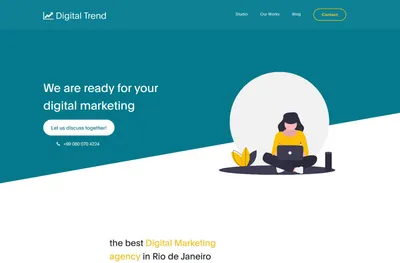 Digital Trend
Studio
Our Works
Blog
Contact
We are ready for your
digital marketing
Let us discuss together!
+99 080 070 4224
the best Digital Marketing
agency in Rio de Janeiro